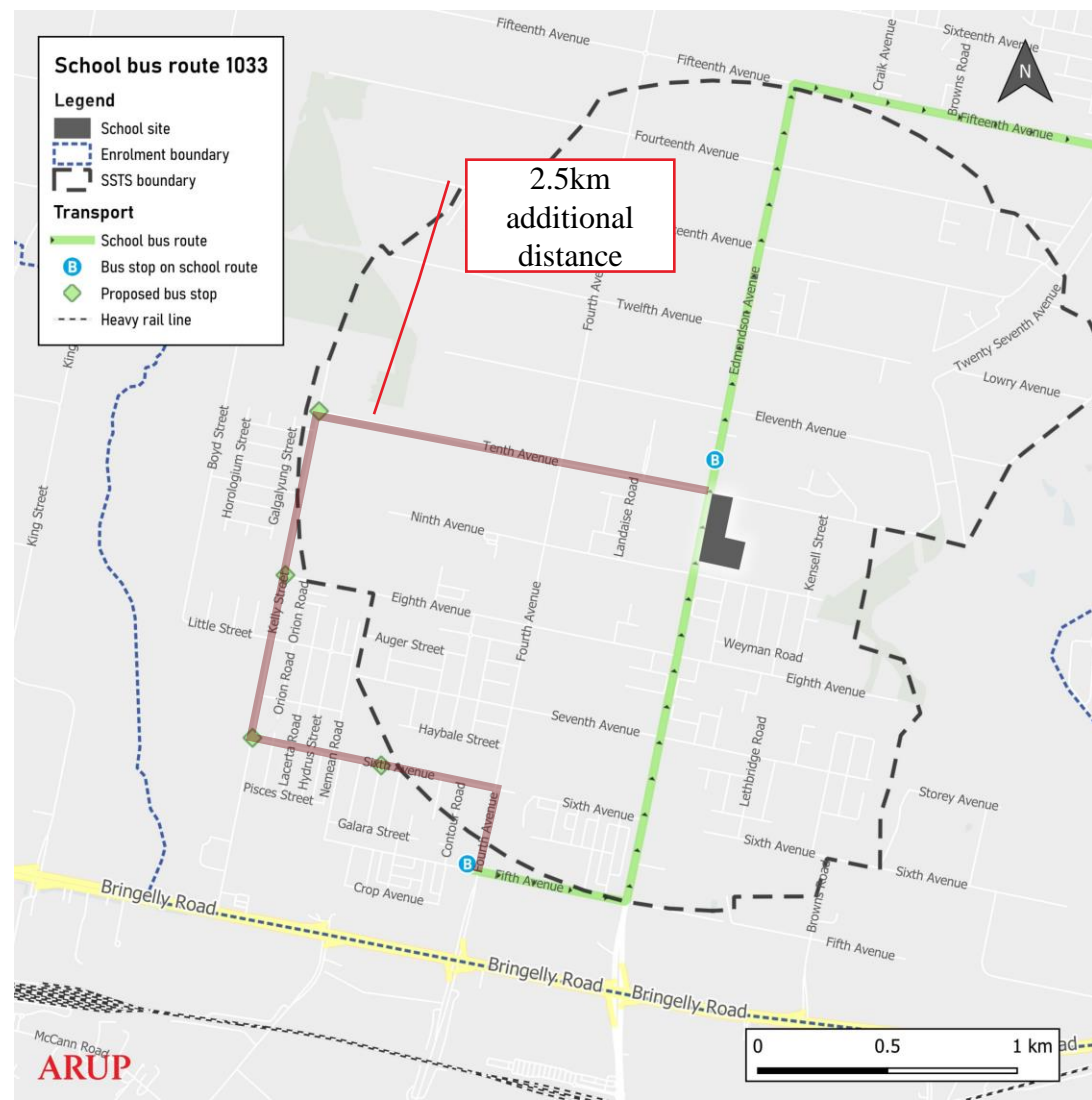 School bus route 1033
Legend
School site
Enrolment boundary
SSTS boundary
Transport
School bus route
B
Bus stop on school route
Proposed bus stop
Heavy rail line
2.5km
additional
distance
N
Fifteenth Avenue
Fifteenth Avenue
Sixteenth Avenue
Craik Avenue
Browns Road
Fifteenth Avenue
Fourteenth Avenue
eenth Avenue
Fourth Ave
Twelfth Avenue
Edmondson Avenue
Twenty Seventh Avenue
Lowry Avenue
Eleventh Avenue
King
King Street
Boyd Street
Horologium Street
Galgalyung Street
Tenth Avenue
B
Ninth Avenue
Landaise Road
Kensell Street
Kelly Street
Orion Road
Eighth Avenue
Little Street
Auger Street
Fourth Avenue
Weyman Road
Eighth Avenue
Orion Road
Lacerta Road
Hydrus Street
Nemean Road
Haybale Street
Seventh Avenue
Lethbridge Road
Sixth Avenue
Pisces Street
Galara Street
Contour Road
Fourth Avenue
Sixth Avenue
Sixth Avenue
Storey Avenue
Sixth Avenue
B
Fifth Avenue
Crop Avenue
Browns Road
Fifth Avenue
Bringelly Road
Bringelly Road
Bringelly Road
McCann Road
ARUP
0 0.5 1 km